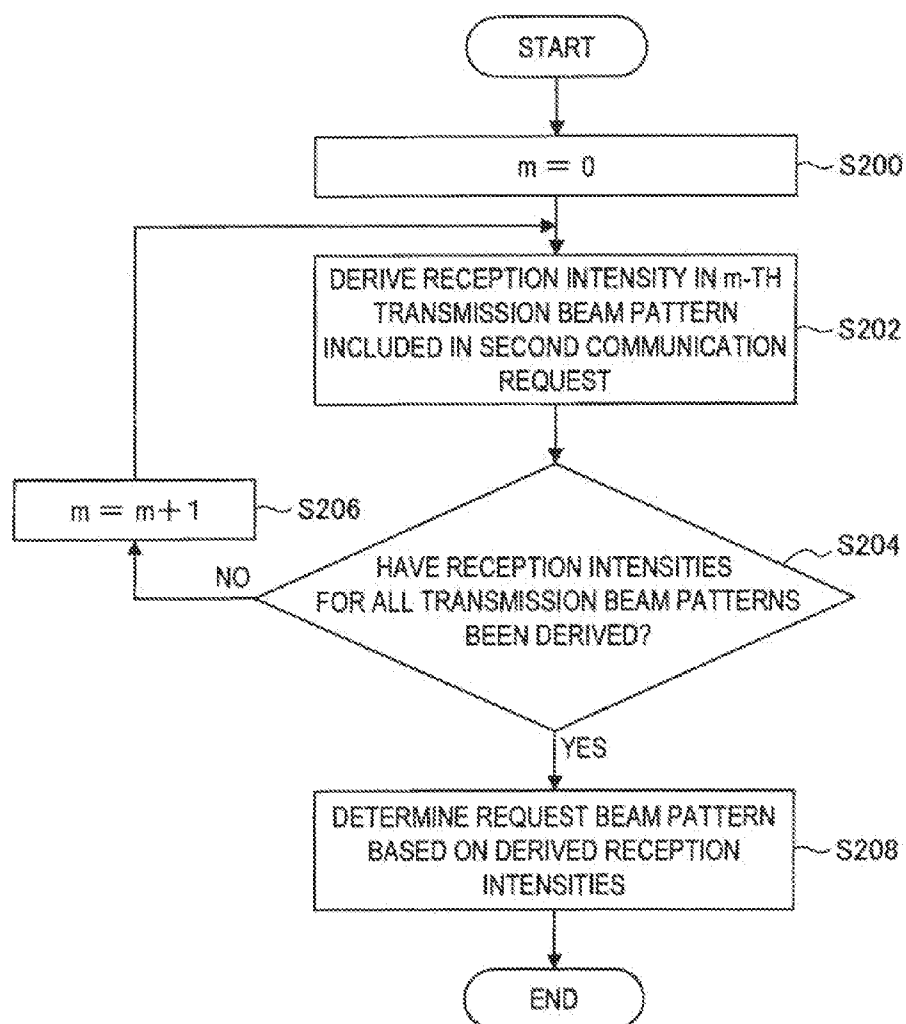 START
m = 0
S200
DERIVE RECEPTION INTENSITY IN m-TH
TRANSMISSION BEAM PATTERN
INCLUDED IN SECOND COMMUNICATION
REQUEST
S202
m = m+1
S206
S204
NO
HAVE RECEPTION INTENSITIES
FOR ALL TRANSMISSION BEAM PATTERNS
BEEN DERIVED?
YES
DETERMINE REQUEST BEAM PATTERN
BASED ON DERIVED RECEPTION
INTENSITIES
S208
END